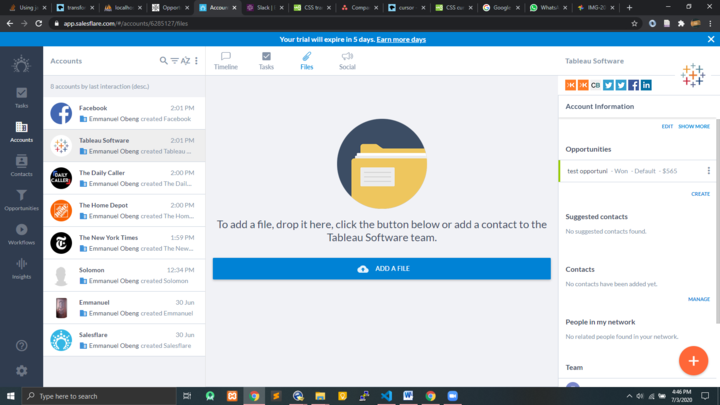 Using ja
transfor
localho
Opport
Accounts
Slack |
CSS tra
Compa
cursor
CSS cur
Google
WhatsA
IMG-20
app.salesflare.com/#/accounts/6285127/files
Your trial will expire in 5 days. Earn more days
Accounts
8 accounts by last interaction (desc.)
Facebook 2:01 PM
Emmanuel Obeng created Facebook
Tableau Software 2:01 PM
Emmanuel Obeng created Tableau ...
The Daily Caller 2:00 PM
Emmanuel Obeng created The Dail...
The Home Depot 2:00 PM
Emmanuel Obeng created The Hom...
The New York Times 1:59 PM
Emmanuel Obeng created The New...
Solomon 12:34 PM
Emmanuel Obeng created Solomon
Emmanuel 30 Jun
Emmanuel Obeng created Emmanuel
Salesflare 30 Jun
Emmanuel Obeng created Salesflare
Tasks
Accounts
Contacts
Opportunities
Workflows
Insights
Timeline
Tasks
Files
Social
To add a file, drop it here, click the button below or add a contact to the
Tableau Software team.
ADD A FILE
Tableau Software
CB
Account Information
EDIT SHOW MORE
Opportunities
test opportuni - Won - Default - $565
CREATE
Suggested contacts
No suggested contacts found.
Contacts
No contacts have been added yet.
MANAGE
People in my network
No related people found in your network.
Team
Type here to search
4:46 PM
7/3/2020